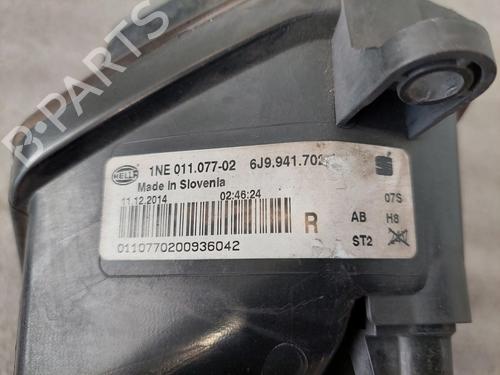 B-PARTS
HELLA
1NE 011.077-02 6J9.941.702
Made in Slovenia
11.12.2014 02:46:24
07S
R AB H8
ST2
0110770200936042